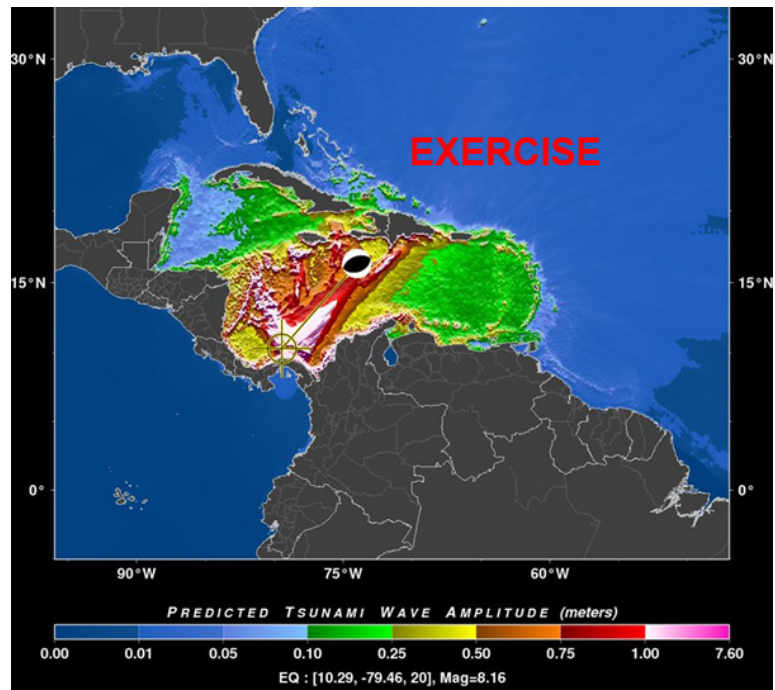 EXERCISE
30°N
30°N
15°N
15°N
0°
0°
90°W 75°W 60°W
PREDICTED TSUNAMI WAVE AMPLITUDE (meters)
0.00 0.01 0.05 0.10 0.25 0.50 0.75 1.00 7.60
EQ : [10.29, -79.46, 20], Mag=8.16